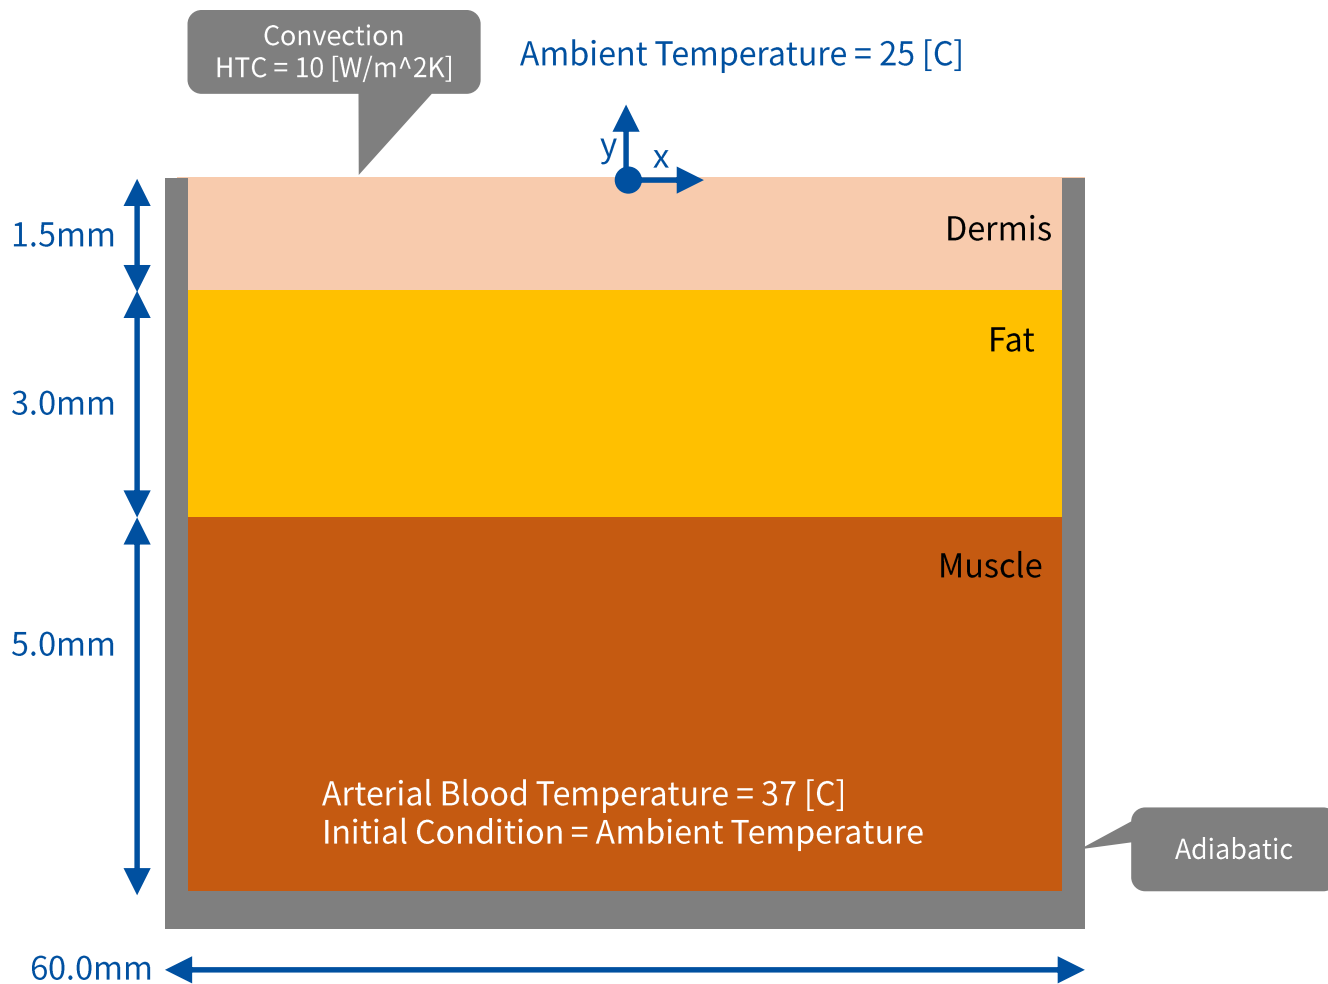 Convection
HTC = 10 [W/m^2K]
Ambient Temperature = 25 [C]
y
x
1.5mm
Dermis
Fat
3.0mm
Muscle
5.0mm
Arterial Blood Temperature = 37 [C]
Initial Condition = Ambient Temperature
Adiabatic
60.0mm